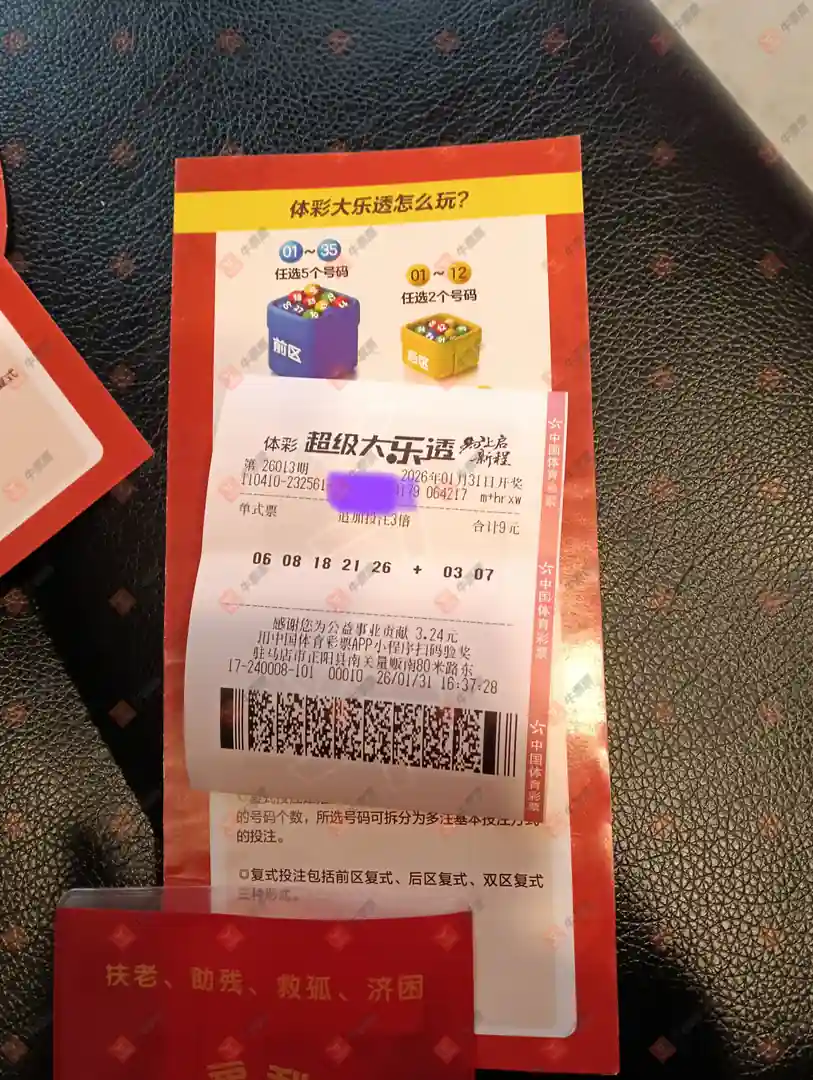 体彩大乐透怎么玩?
01~35
任选5个号码
01~12
任选2个号码
前区
后区
体彩 超级大乐透 马上启新程
第 26013期 2026年01月31日开奖
110410-232561- 179 064217 m+hrxw
单式票 追加投注3倍 合计9元
06 08 18 21 26 + 03 07
感谢您为公益事业贡献 3.24元
用中国体育彩票APP小程序扫码验奖
驻马店市正阳县南关量贩南80米路东
17-240008-101 00010 26/01/31 16:37:28
中国体育彩票
中国体育彩票
中国体育彩票
的号码个数，所选号码可拆分为多注基本投注方式
的投注。
复式投注包括前区复式、后区复式、双区复式
三种形式。
扶老、助残、救孤、济困